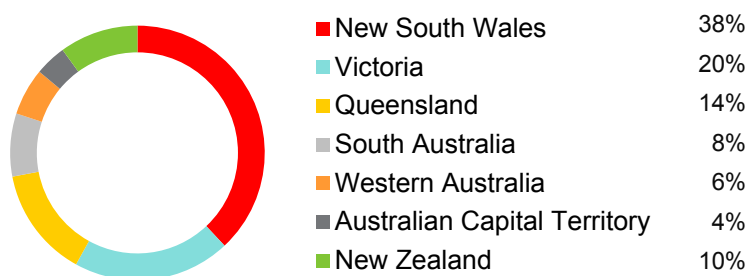 New South Wales 38%
Victoria 20%
Queensland 14%
South Australia 8%
Western Australia 6%
Australian Capital Territory 4%
New Zealand 10%